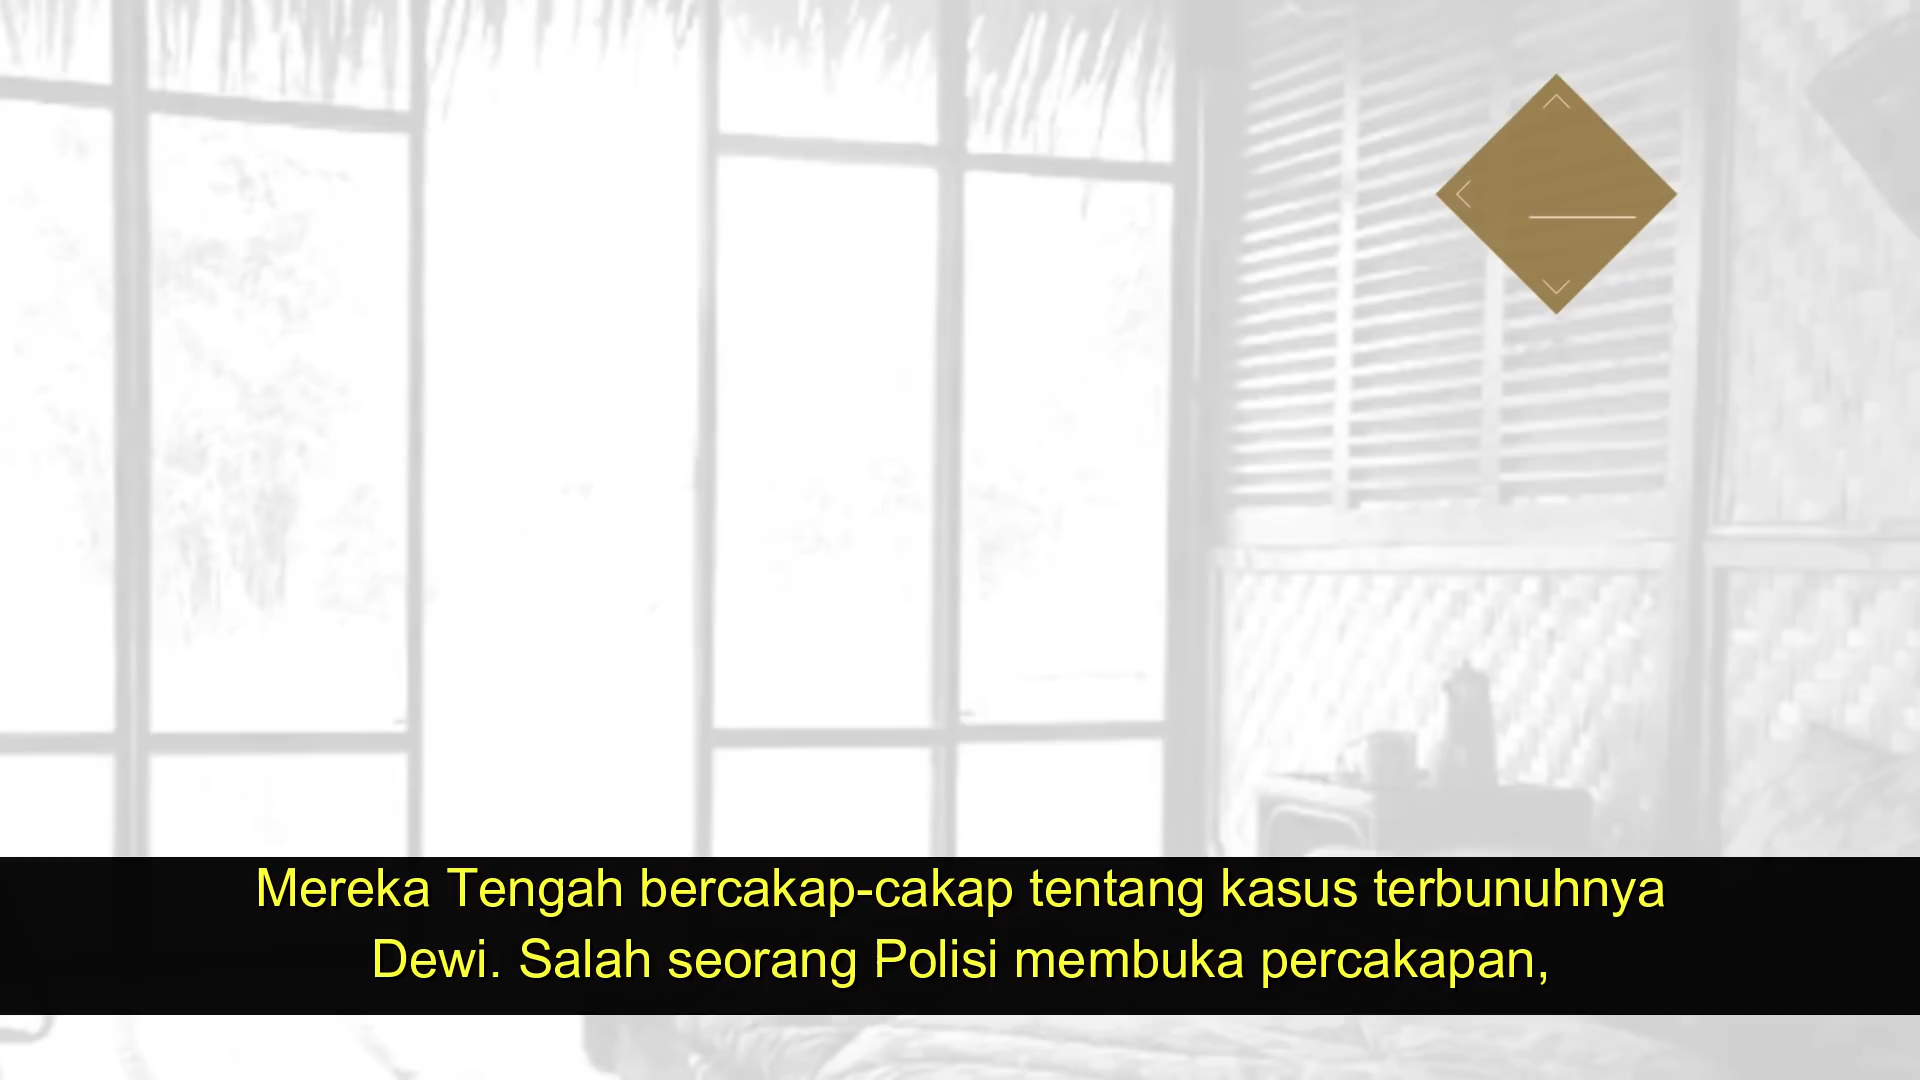 Mereka Tengah bercakap-cakap tentang kasus terbunuhnya
Dewi. Salah seorang Polisi membuka percakapan,